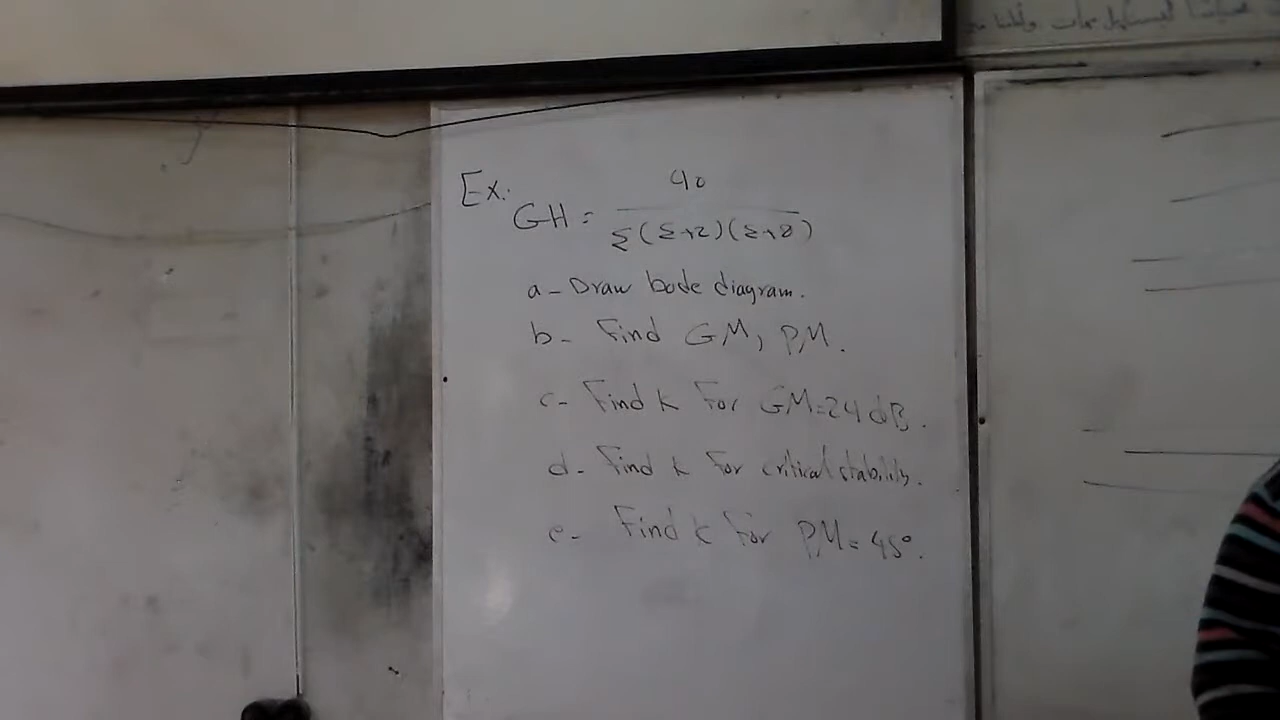 Ex.
40
GH = ―――――
S(S+2)(S+8)
a- Draw bode diagram.
b- Find GM, PM.
c- Find k For GM=24 dB.
d- Find k For critical stability.
e- Find k For PM=45°.